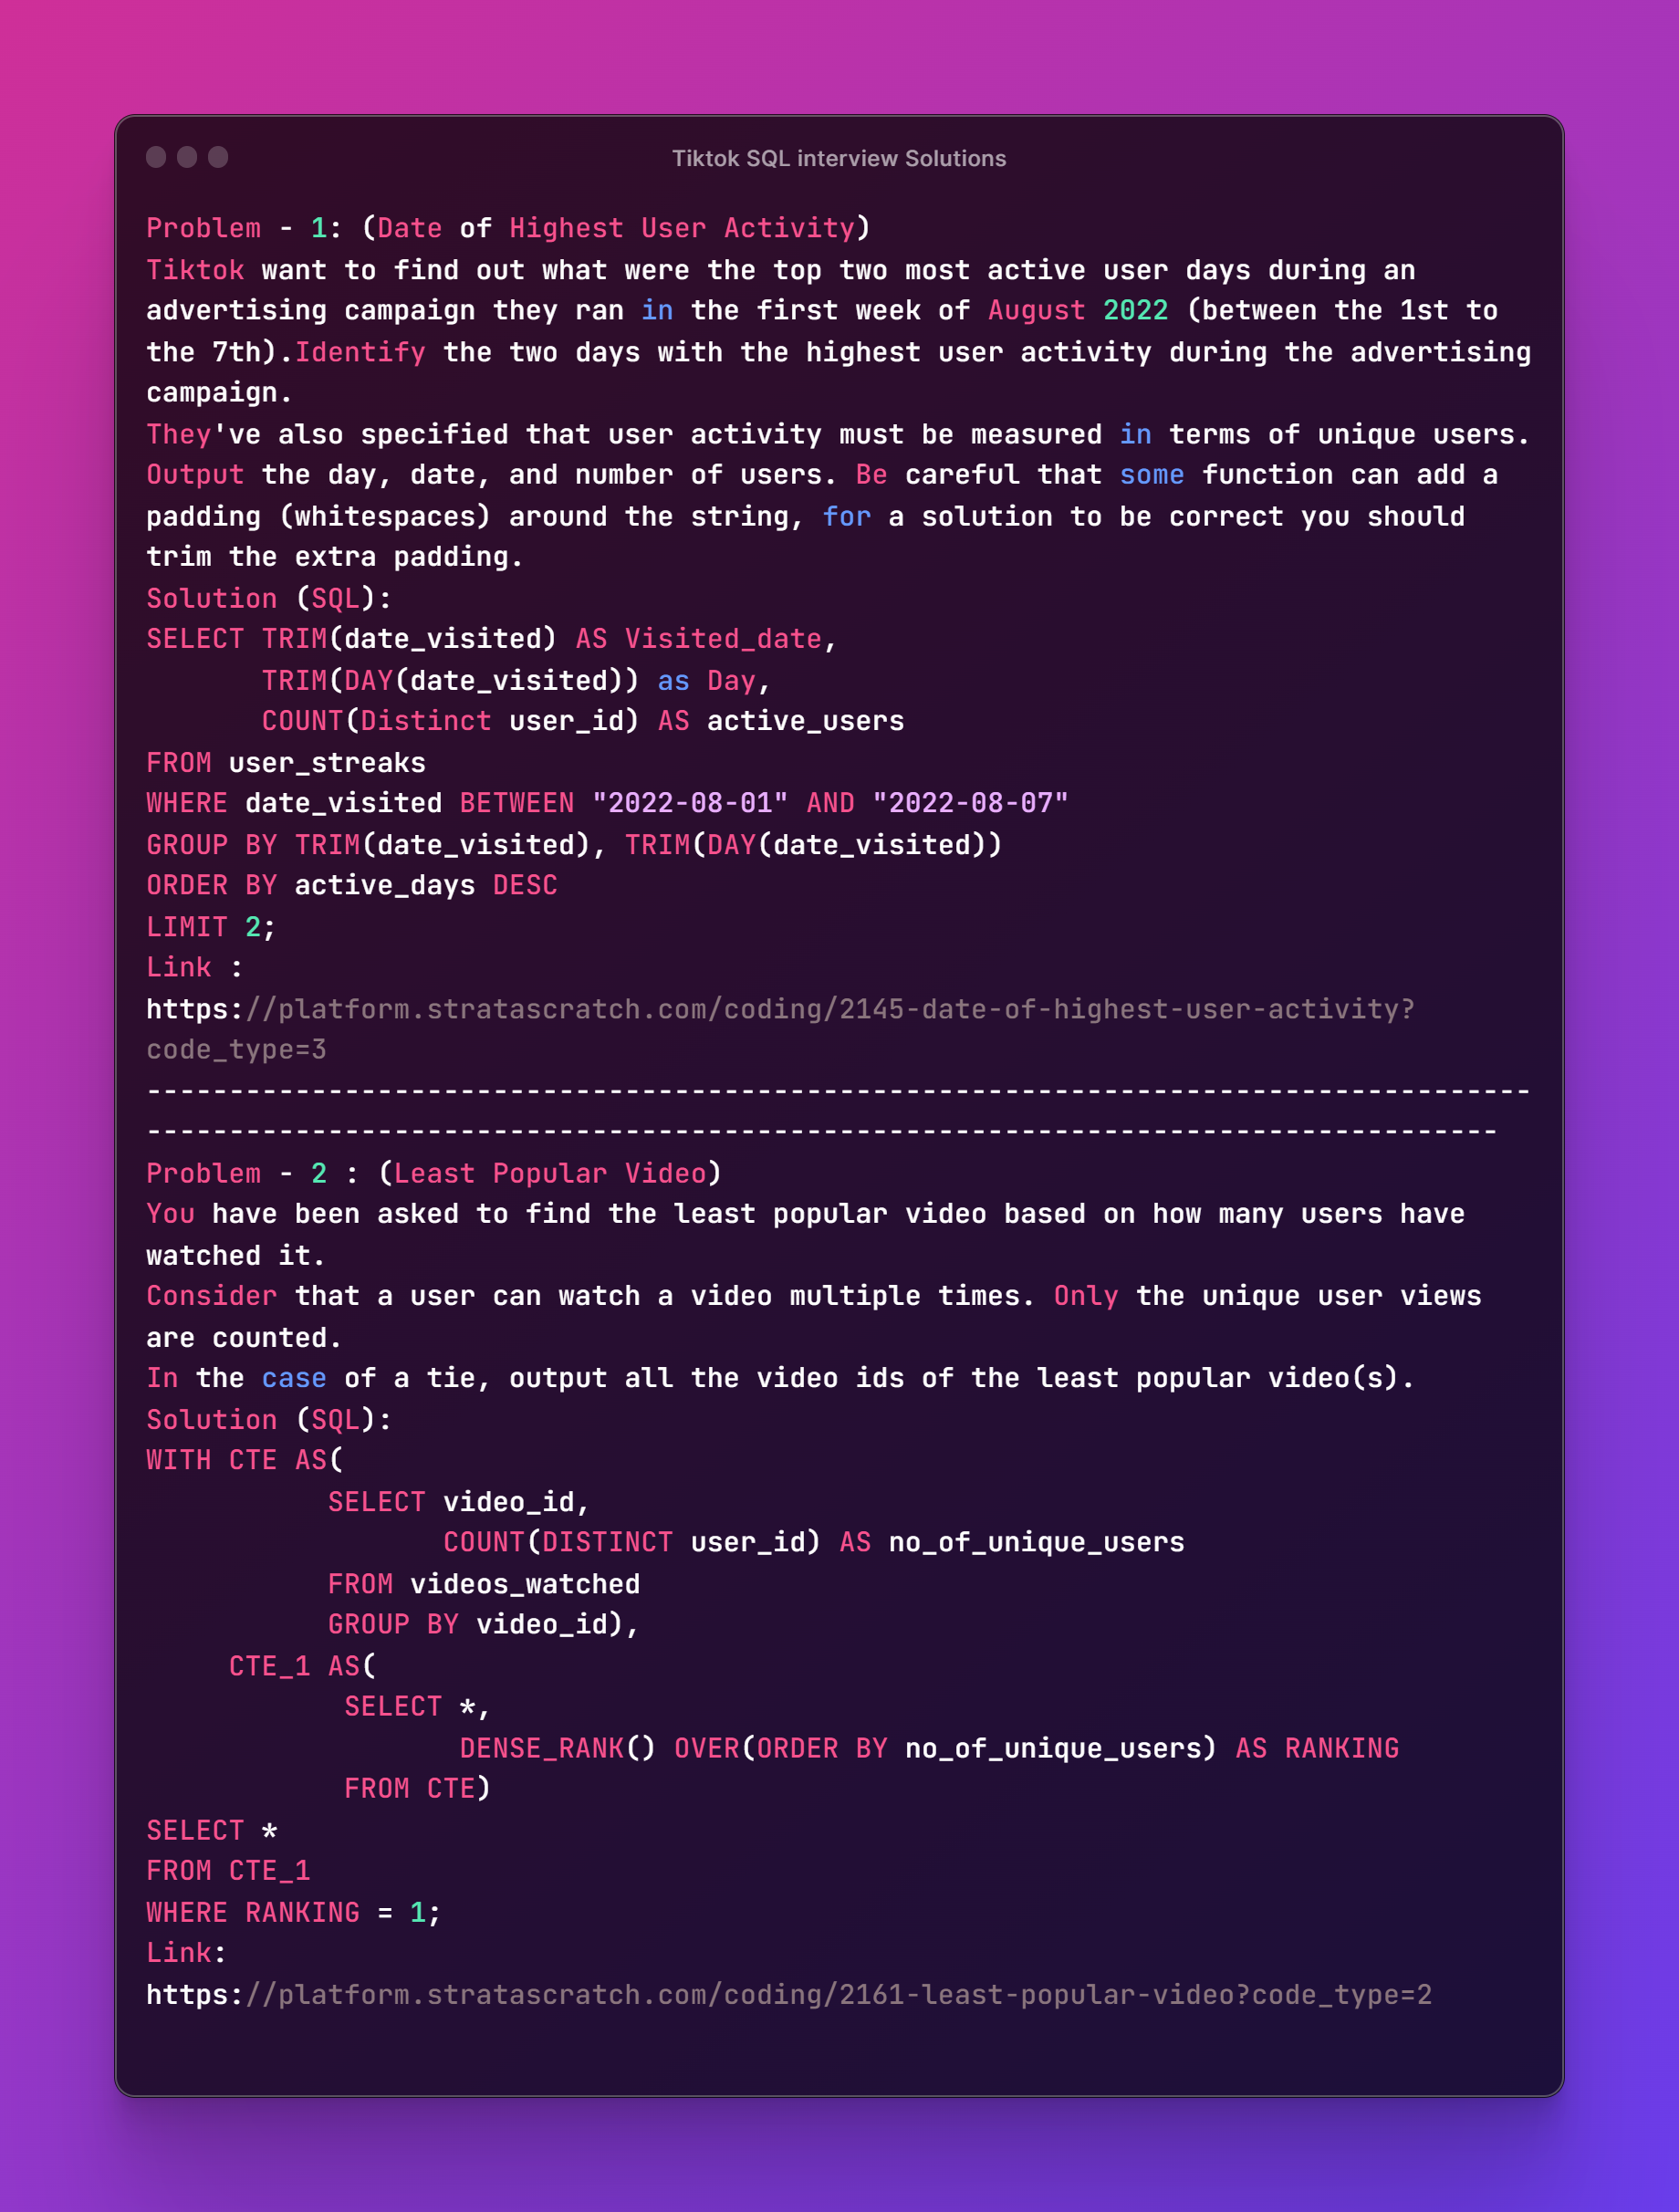 Tiktok SQL interview Solutions
Problem - 1: (Date of Highest User Activity)
Tiktok want to find out what were the top two most active user days during an
advertising campaign they ran in the first week of August 2022 (between the 1st to
the 7th).Identify the two days with the highest user activity during the advertising
campaign.
They've also specified that user activity must be measured in terms of unique users.
Output the day, date, and number of users. Be careful that some function can add a
padding (whitespaces) around the string, for a solution to be correct you should
trim the extra padding.
Solution (SQL):
SELECT TRIM(date_visited) AS Visited_date,
       TRIM(DAY(date_visited)) as Day,
       COUNT(Distinct user_id) AS active_users
FROM user_streaks
WHERE date_visited BETWEEN "2022-08-01" AND "2022-08-07"
GROUP BY TRIM(date_visited), TRIM(DAY(date_visited))
ORDER BY active_days DESC
LIMIT 2;
Link :
https://platform.stratascratch.com/coding/2145-date-of-highest-user-activity?
code_type=3
------------------------------------------------------------------------------------
----------------------------------------------------------------------------------
Problem - 2 : (Least Popular Video)
You have been asked to find the least popular video based on how many users have
watched it.
Consider that a user can watch a video multiple times. Only the unique user views
are counted.
In the case of a tie, output all the video ids of the least popular video(s).
Solution (SQL):
WITH CTE AS(
           SELECT video_id,
                  COUNT(DISTINCT user_id) AS no_of_unique_users
           FROM videos_watched
           GROUP BY video_id),
     CTE_1 AS(
            SELECT *,
                   DENSE_RANK() OVER(ORDER BY no_of_unique_users) AS RANKING
            FROM CTE)
SELECT *
FROM CTE_1
WHERE RANKING = 1;
Link:
https://platform.stratascratch.com/coding/2161-least-popular-video?code_type=2